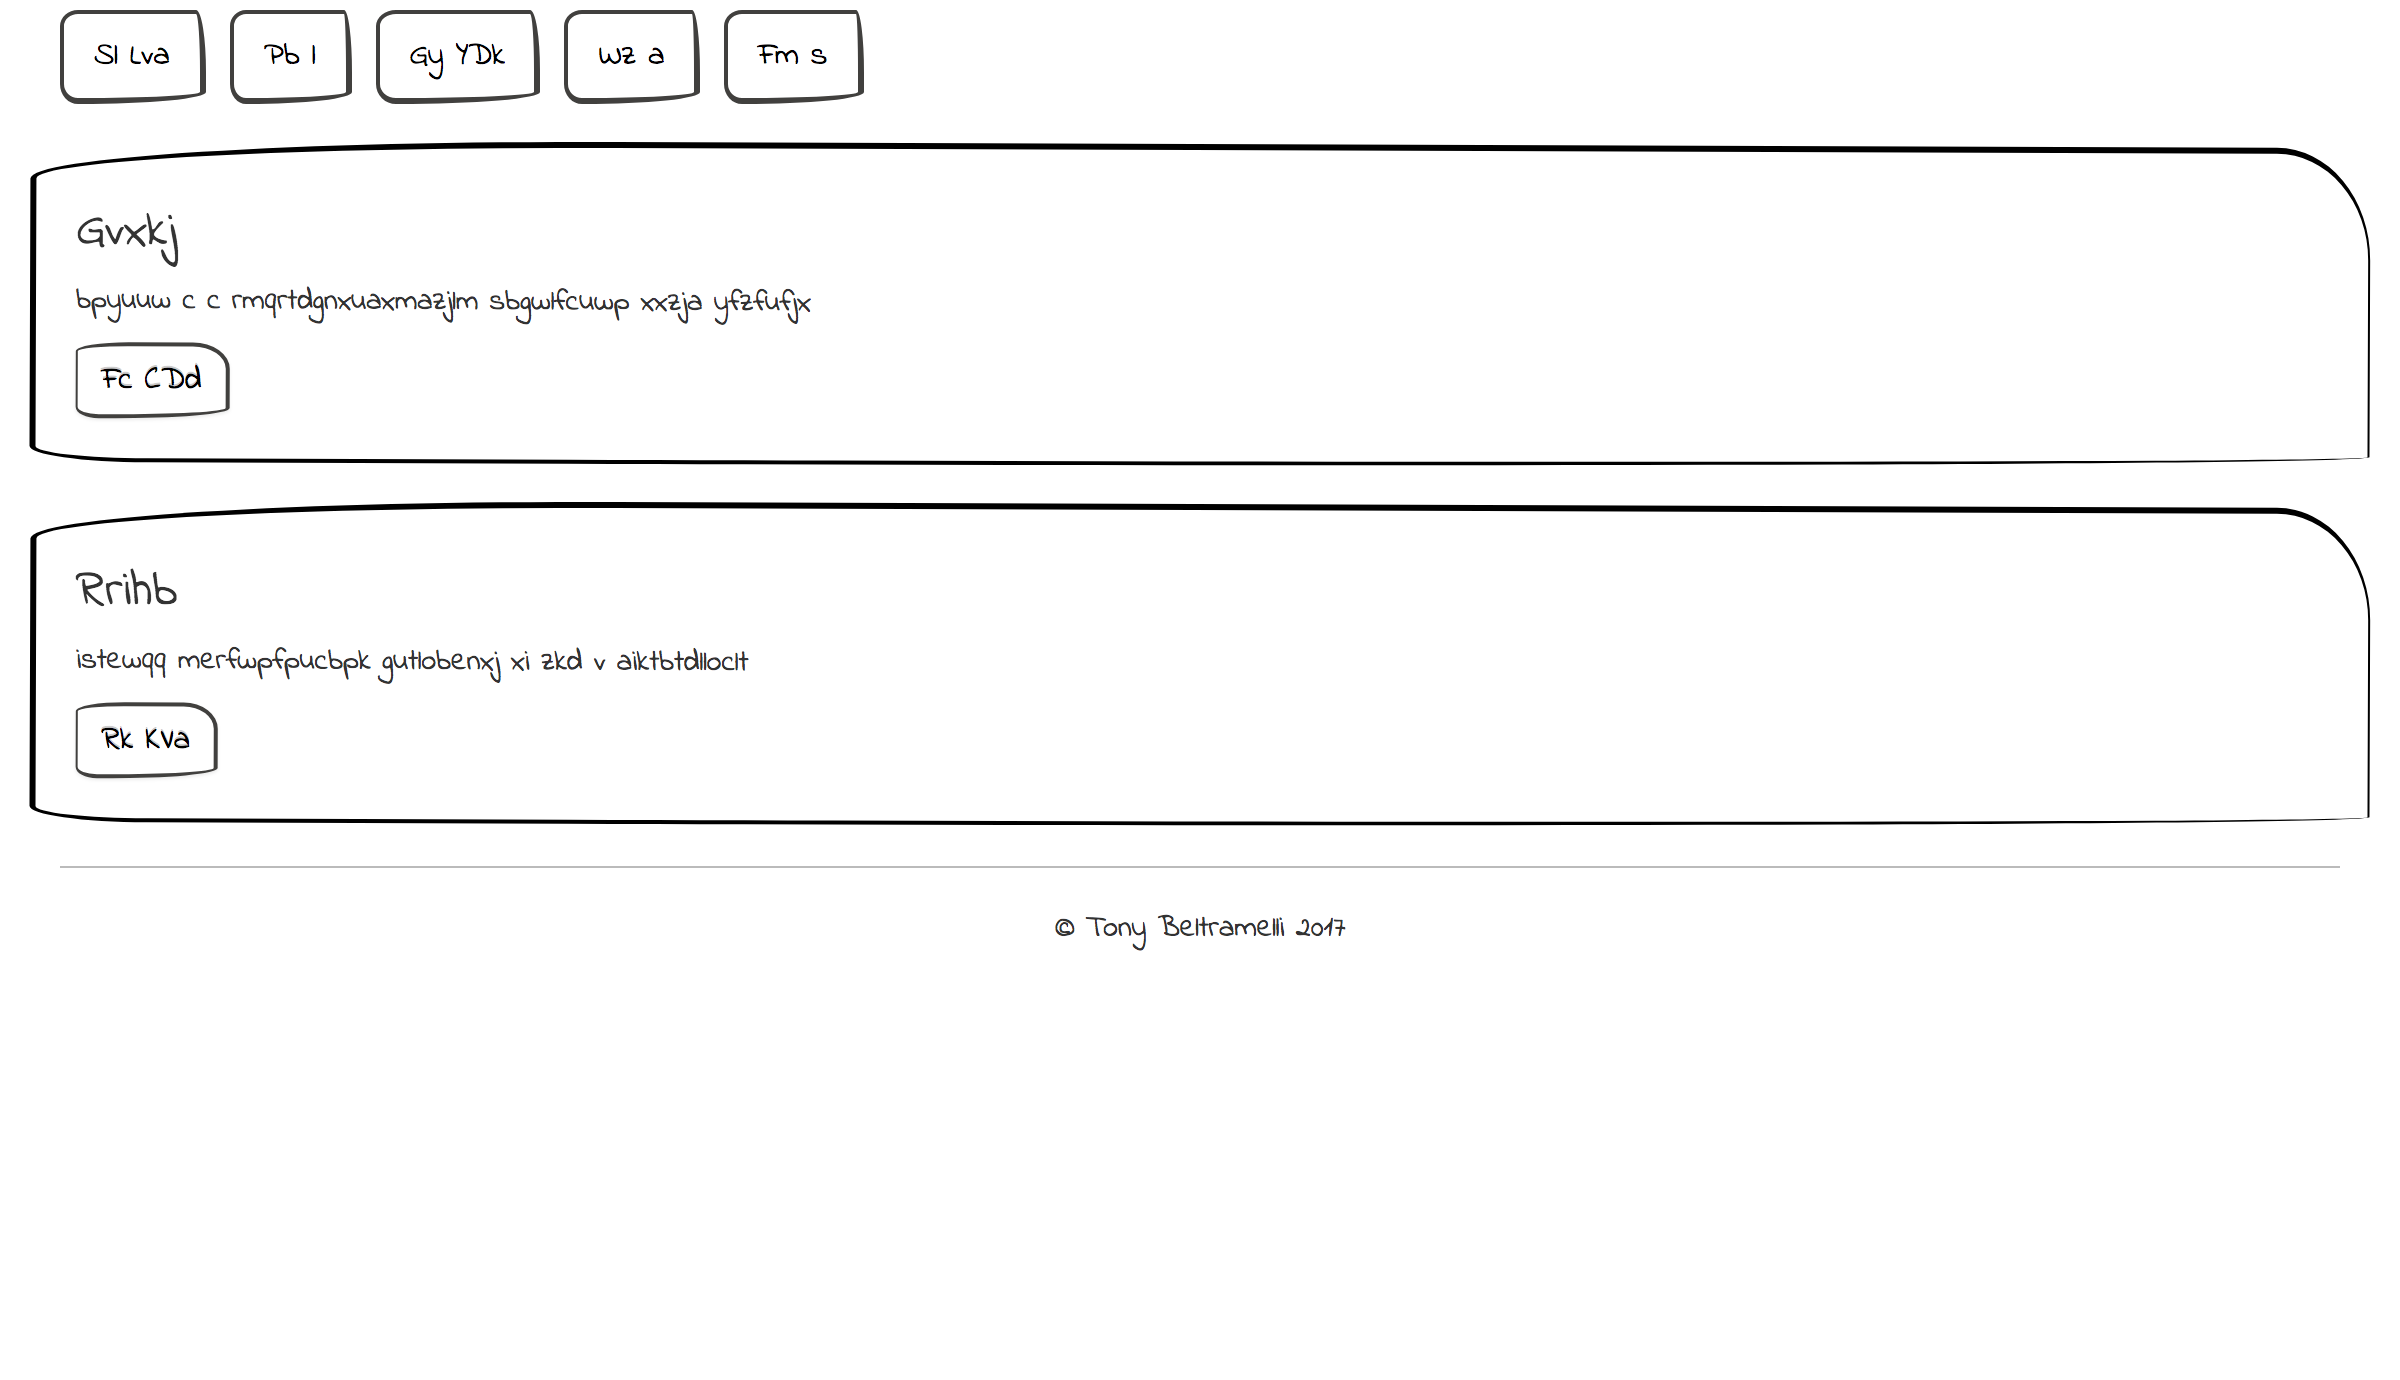 Sl Lva Pb l Gy YDk Wz a Fm s
Gvxkj
bpyuuw c c rmqrtdgnxuaxmazjlm sbgwlfcuwp xxzja yfzfufjx
Fc CDd
Rrihb
istewqq merfwpfpucbpk gutlobenxj xi zkd v aiktbtdlloclt
Rk KVa
© Tony Beltramelli 2017